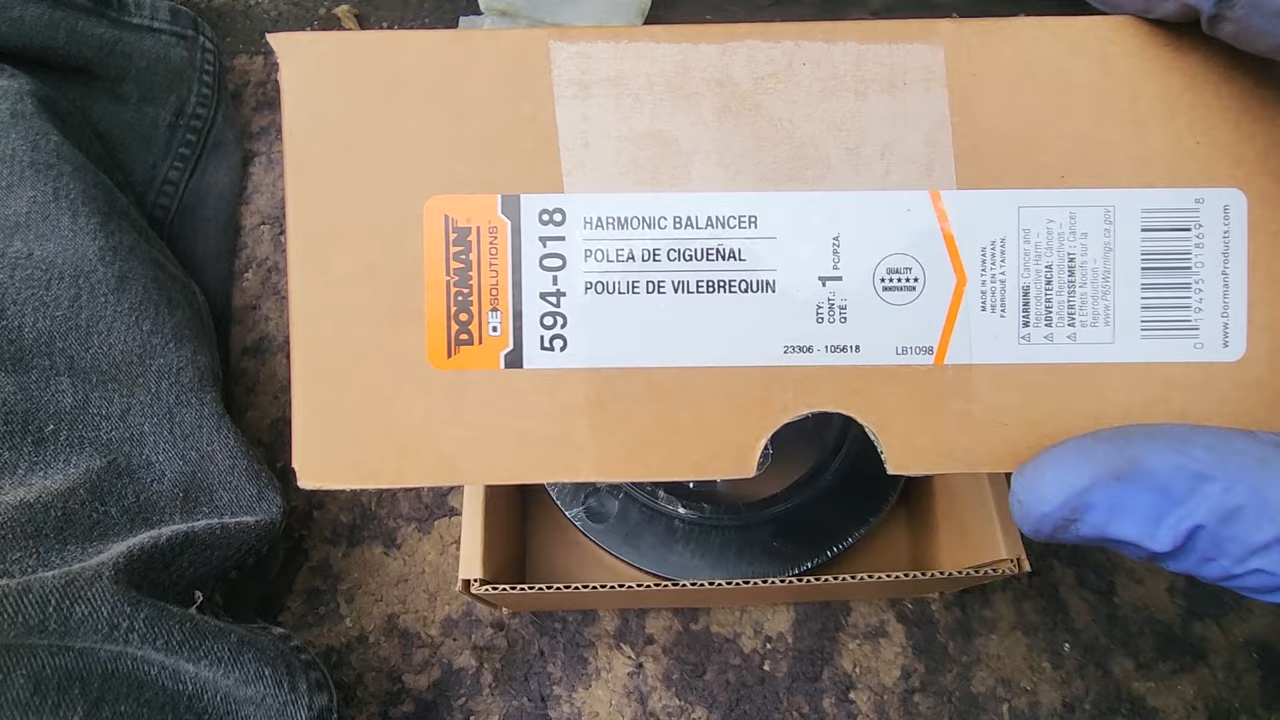 DORMAN®
OE SOLUTIONS™
594-018
HARMONIC BALANCER
POLEA DE CIGUEÑAL
POULIE DE VILEBREQUIN
QTY:
CONT.:
QTÉ :
1 PC/PZA.
23306 - 105618
LB1098
QUALITY
INNOVATION
MADE IN TAIWAN.
HECHO EN TAIWAN.
FABRIQUÉ À TAIWAN.
⚠ WARNING: Cancer and
Reproductive Harm –
⚠ ADVERTENCIA: Cáncer y
Daños Reproductivos –
⚠ AVERTISSEMENT : Cancer
et Effets Nocifs sur la
Reproduction –
www.P65Warnings.ca.gov
0 19495 01869 8
www.DormanProducts.com